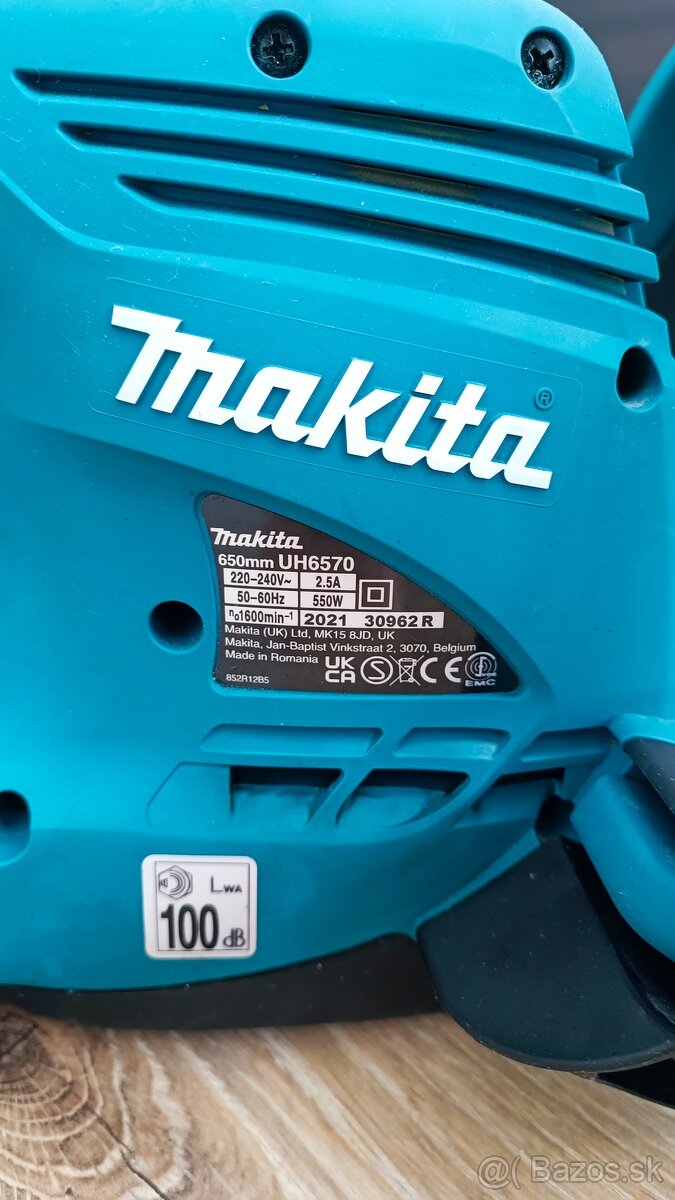 makita®
makita
650mm UH6570
220-240V~ 2.5A
50-60Hz 550W
n₀1600min⁻¹ 2021 30962 R
Makita (UK) Ltd, MK15 8JD, UK
Makita, Jan-Baptist Vinkstraat 2, 3070, Belgium
Made in Romania UK CA S CE VDE EMC
852R12B5
LWA
100 dB
@( Bazos.sk